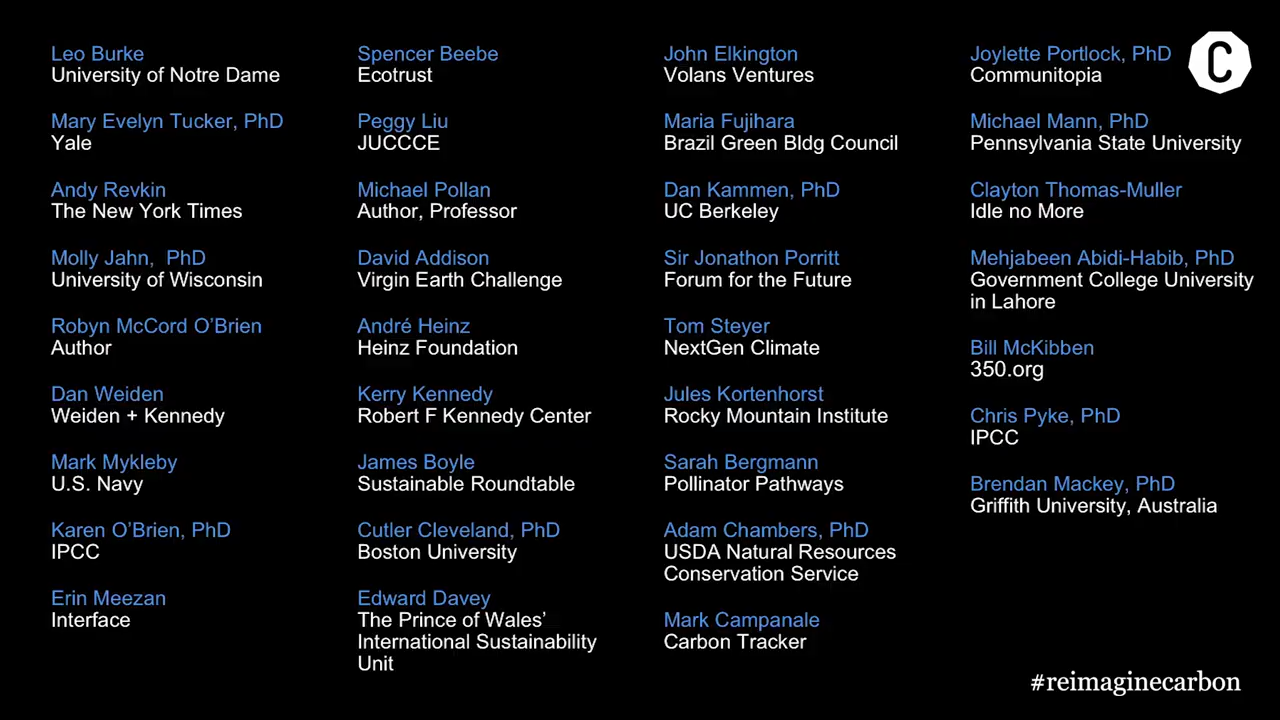 Leo Burke
University of Notre Dame
Mary Evelyn Tucker, PhD
Yale
Andy Revkin
The New York Times
Molly Jahn,  PhD
University of Wisconsin
Robyn McCord O’Brien
Author
Dan Weiden
Weiden + Kennedy
Mark Mykleby
U.S. Navy
Karen O’Brien, PhD
IPCC
Erin Meezan
Interface
Spencer Beebe
Ecotrust
Peggy Liu
JUCCCE
Michael Pollan
Author, Professor
David Addison
Virgin Earth Challenge
André Heinz
Heinz Foundation
Kerry Kennedy
Robert F Kennedy Center
James Boyle
Sustainable Roundtable
Cutler Cleveland, PhD
Boston University
Edward Davey
The Prince of Wales’
International Sustainability
Unit
John Elkington
Volans Ventures
Maria Fujihara
Brazil Green Bldg Council
Dan Kammen, PhD
UC Berkeley
Sir Jonathon Porritt
Forum for the Future
Tom Steyer
NextGen Climate
Jules Kortenhorst
Rocky Mountain Institute
Sarah Bergmann
Pollinator Pathways
Adam Chambers, PhD
USDA Natural Resources
Conservation Service
Mark Campanale
Carbon Tracker
Joylette Portlock, PhD
Communitopia
Michael Mann, PhD
Pennsylvania State University
Clayton Thomas-Muller
Idle no More
Mehjabeen Abidi-Habib, PhD
Government College University
in Lahore
Bill McKibben
350.org
Chris Pyke, PhD
IPCC
Brendan Mackey, PhD
Griffith University, Australia
C
#reimaginecarbon